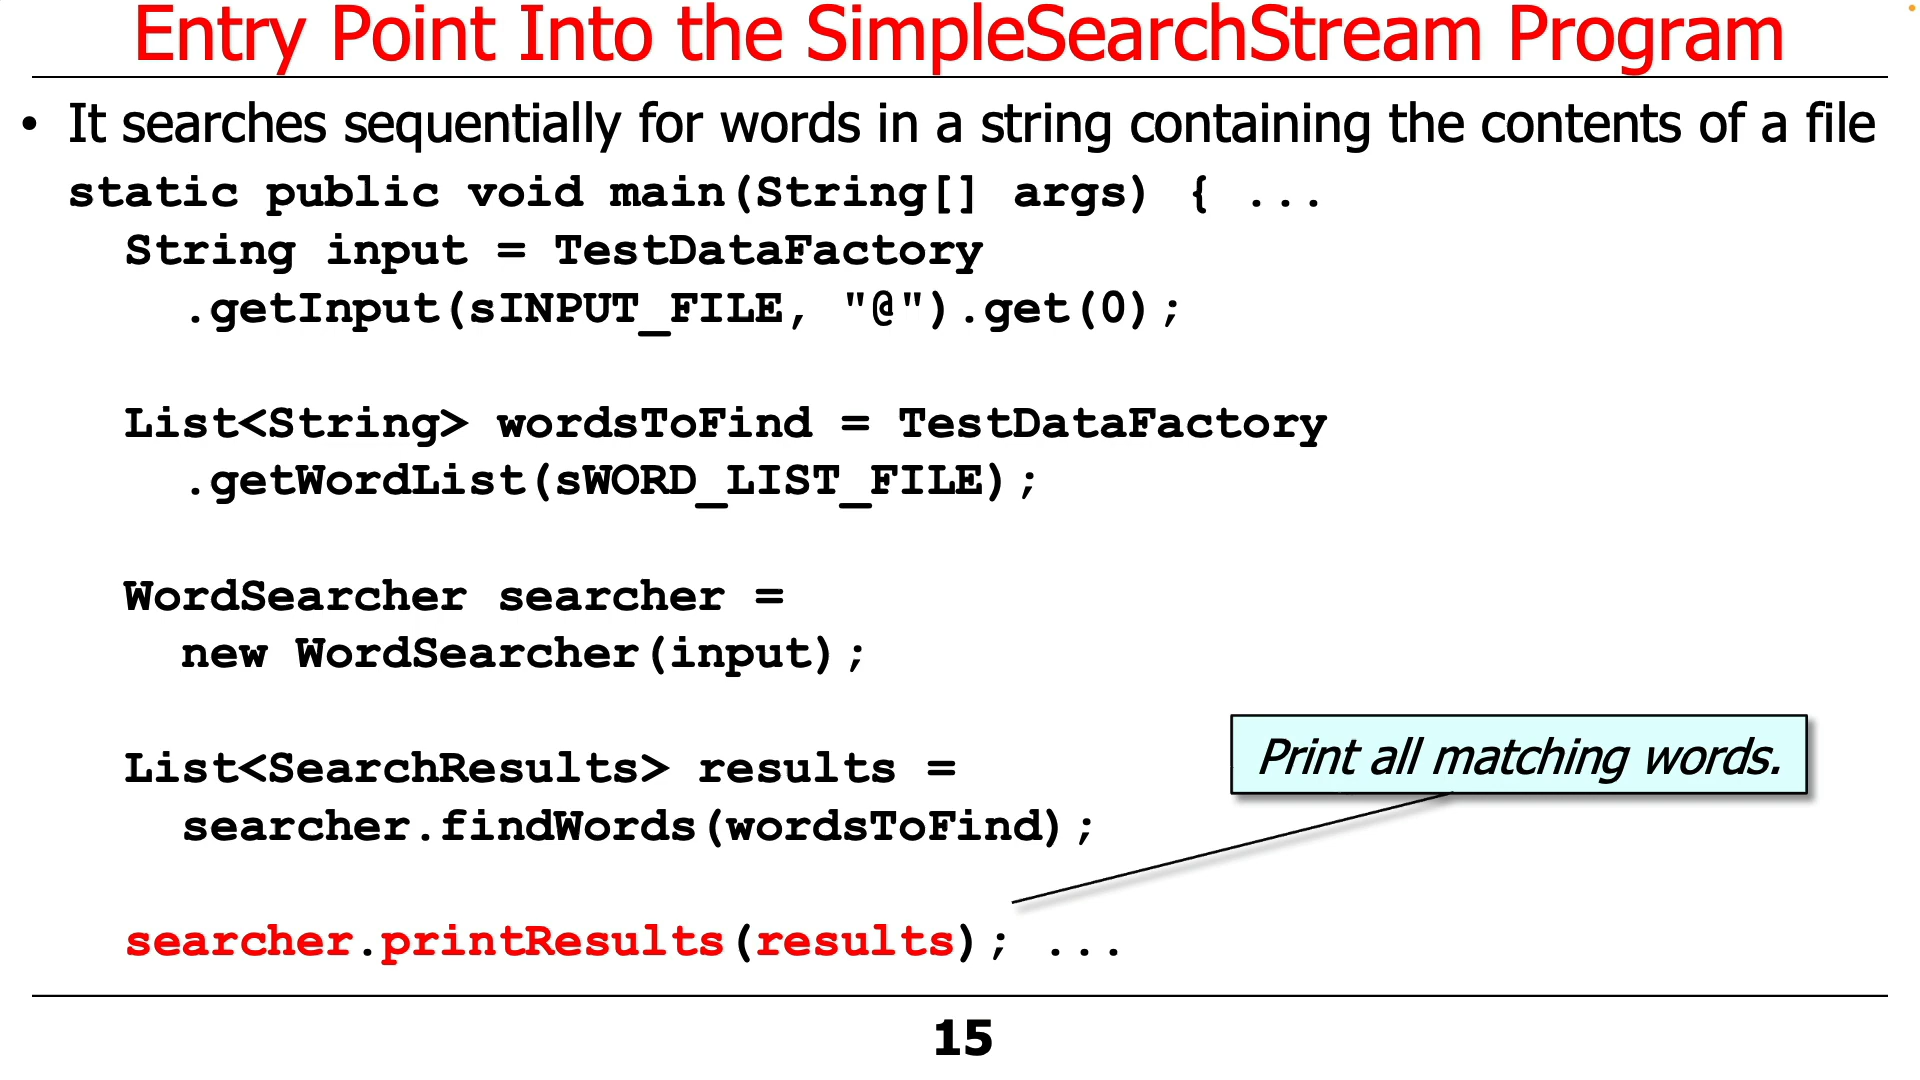 Entry Point Into the SimpleSearchStream Program
• It searches sequentially for words in a string containing the contents of a file
static public void main(String[] args) { ...
String input = TestDataFactory
.getInput(sINPUT_FILE, "@").get(0);
List<String> wordsToFind = TestDataFactory
.getWordList(sWORD_LIST_FILE);
WordSearcher searcher =
new WordSearcher(input);
List<SearchResults> results =
searcher.findWords(wordsToFind);
Print all matching words.
searcher.printResults(results); ...
15